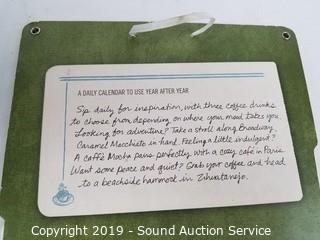 A DAILY CALENDAR TO USE YEAR AFTER YEAR
Sip daily for inspiration, with three coffee drinks
to choose from, depending on where your mood takes you.
Looking for adventure? Take a stroll along Broadway,
Caramel Macchiato in hand. Feeling a little indulgent?
A caffè Mocha pairs perfectly with a cozy café in Paris.
Want some peace and quiet? Grab your coffee and head
to a beachside hammock in Zihuatanejo.
Copyright 2019 - Sound Auction Service